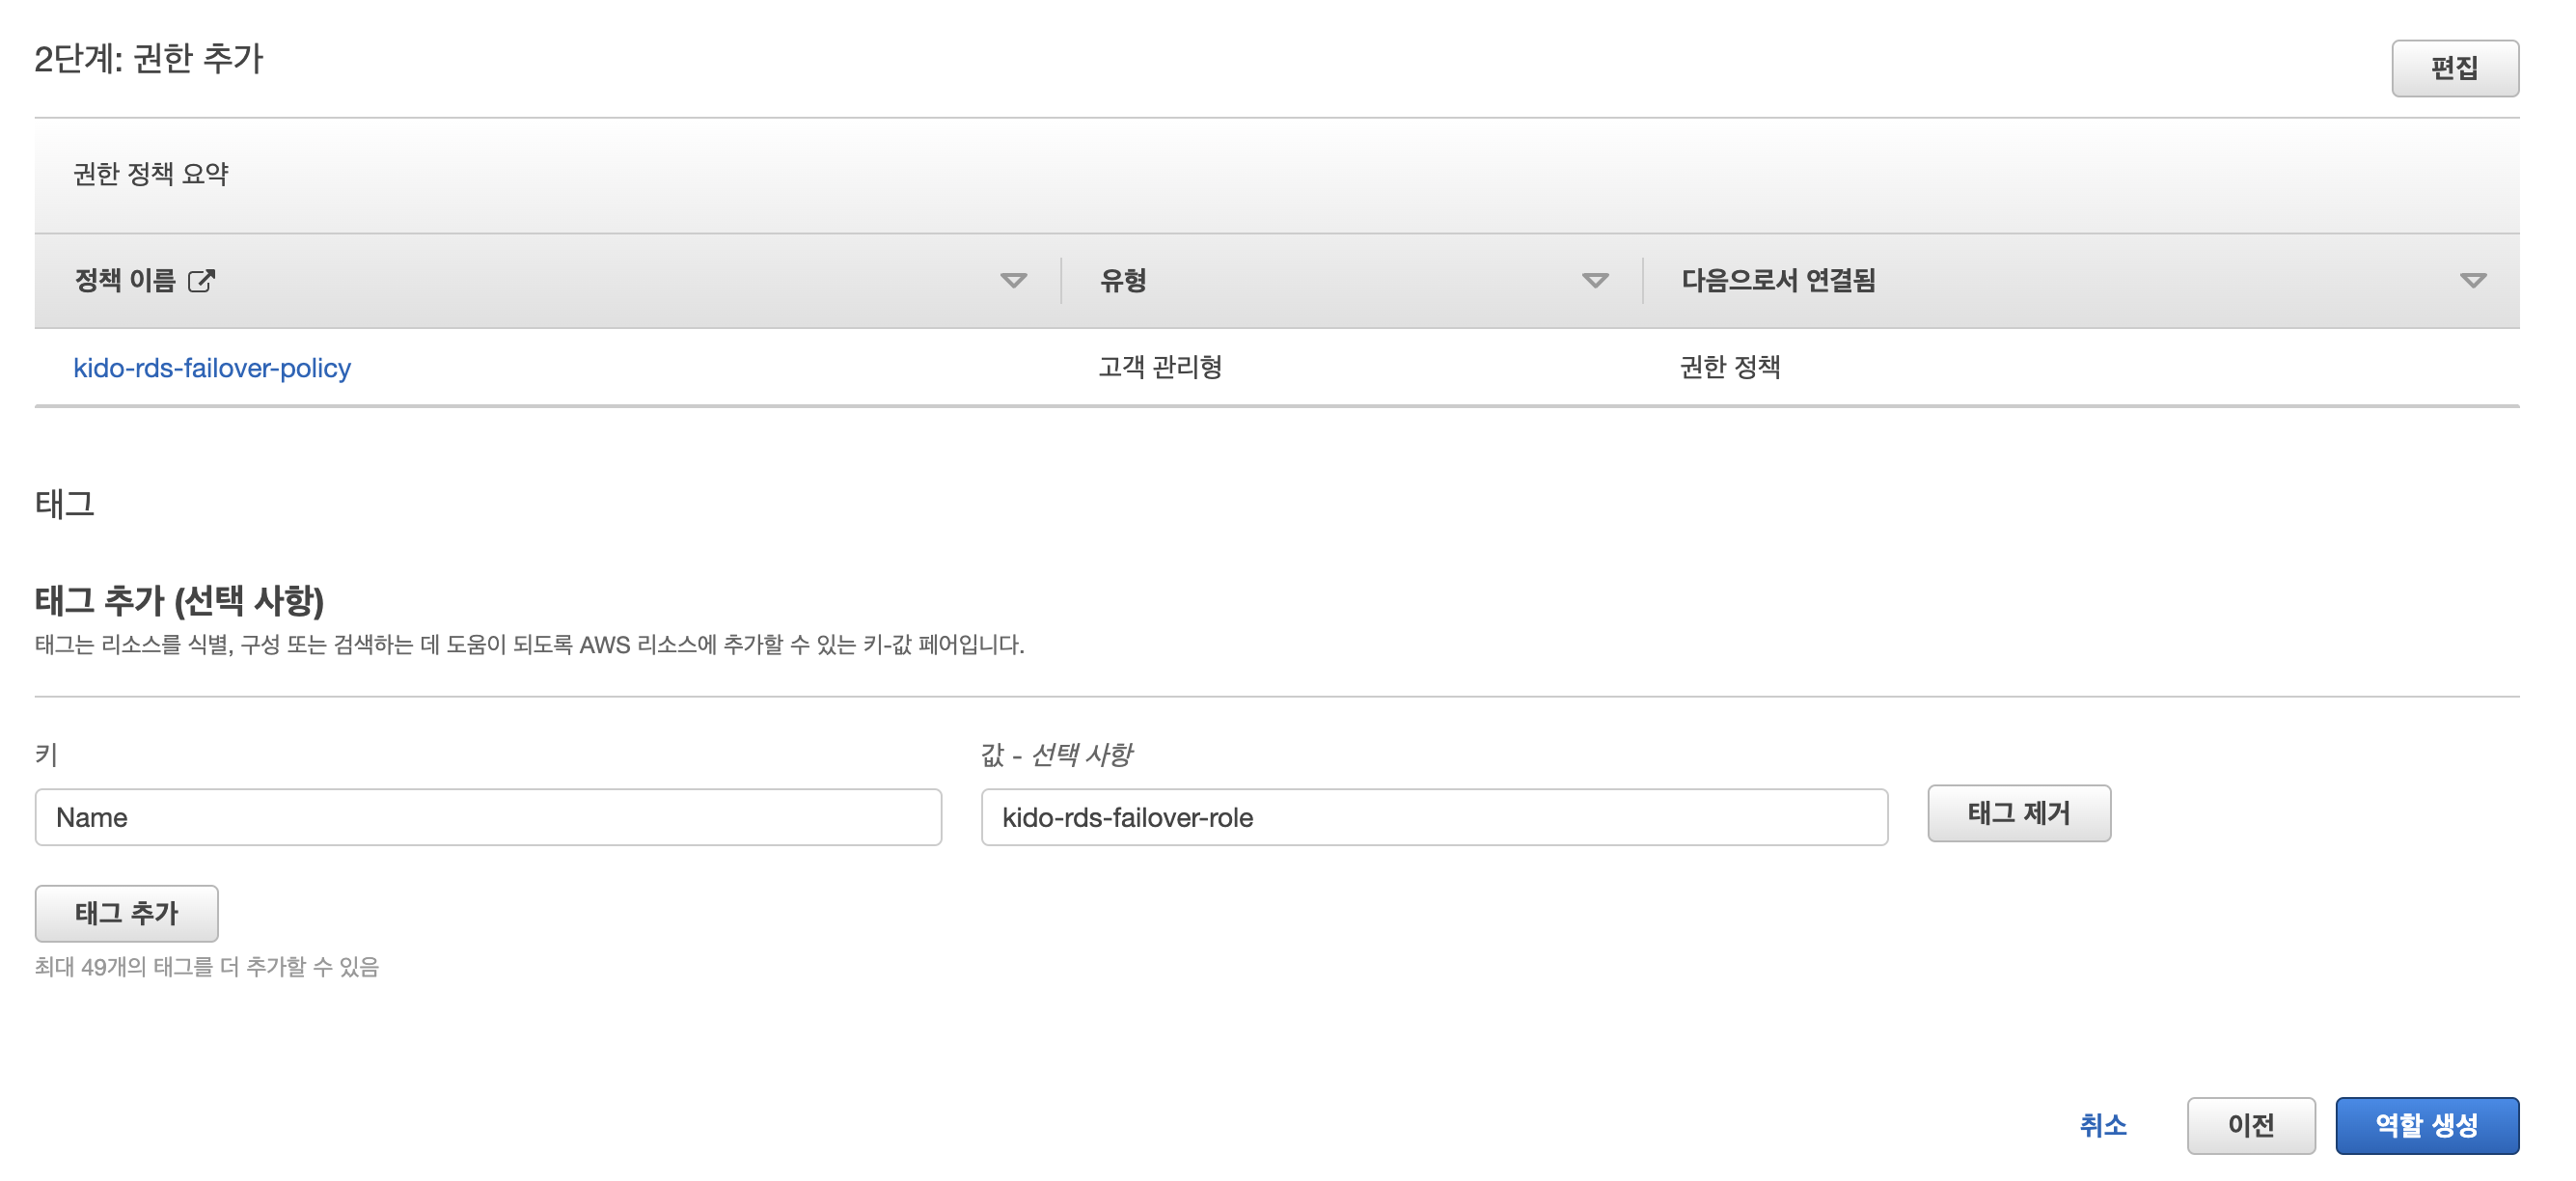 2단계: 권한 추가
편집
권한 정책 요약
정책 이름 유형 다음으로서 연결됨
kido-rds-failover-policy 고객 관리형 권한 정책
태그
태그 추가 (선택 사항)
태그는 리소스를 식별, 구성 또는 검색하는 데 도움이 되도록 AWS 리소스에 추가할 수 있는 키-값 페어입니다.
키 값 - 선택 사항
Name kido-rds-failover-role 태그 제거
태그 추가
최대 49개의 태그를 더 추가할 수 있음
취소 이전 역할 생성